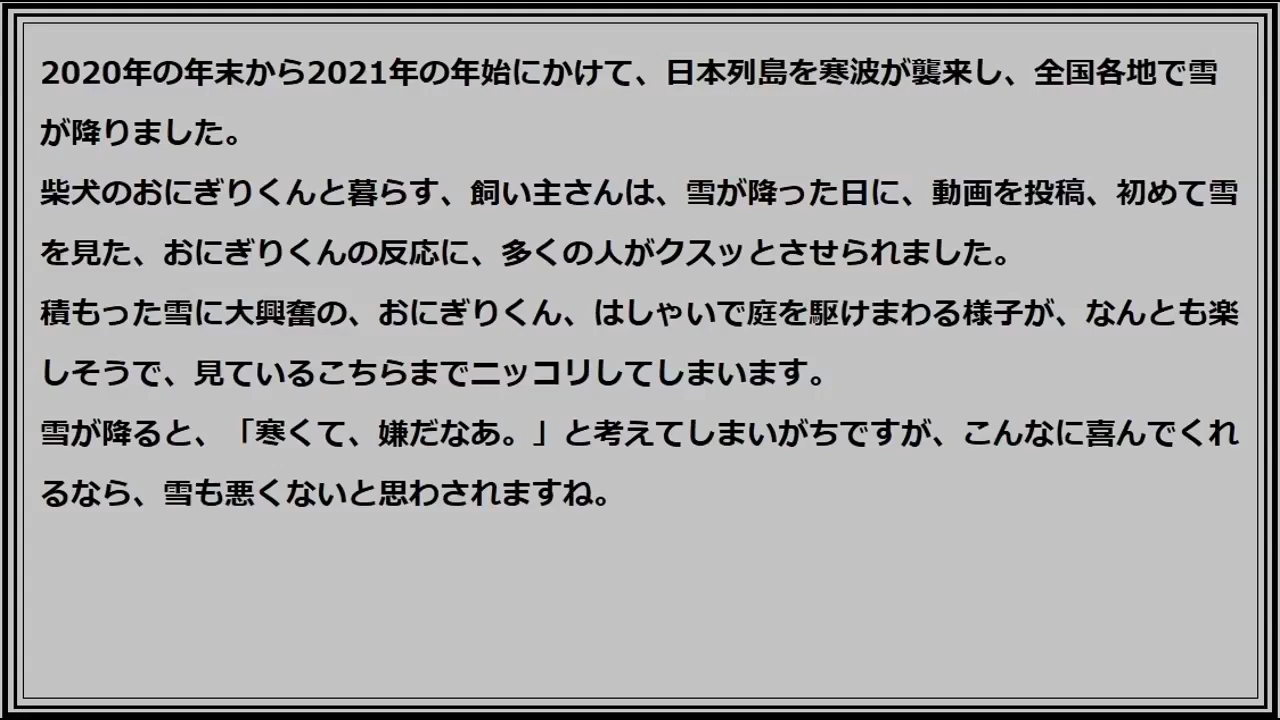 2020年の年末から2021年の年始にかけて、日本列島を寒波が襲来し、全国各地で雪
が降りました。
柴犬のおにぎりくんと暮らす、飼い主さんは、雪が降った日に、動画を投稿、初めて雪
を見た、おにぎりくんの反応に、多くの人がクスッとさせられました。
積もった雪に大興奮の、おにぎりくん、はしゃいで庭を駆けまわる様子が、なんとも楽
しそうで、見ているこちらまでニッコリしてしまいます。
雪が降ると、「寒くて、嫌だなあ。」と考えてしまいがちですが、こんなに喜んでくれ
るなら、雪も悪くないと思わされますね。